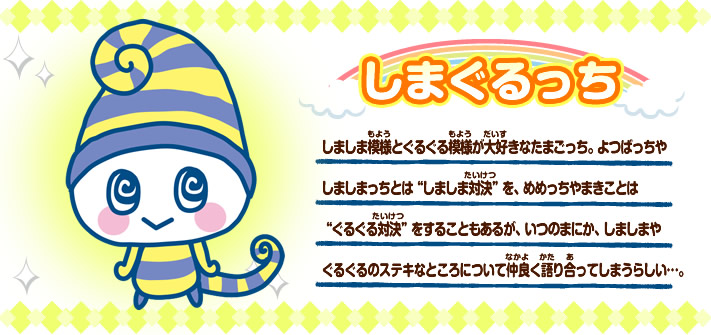 しまぐるっち
しましま模様とぐるぐる模様が大好きなたまごっち。よつばっちや
しましまっちとは“しましま対決”を、めめっちやまきことは
“ぐるぐる対決”をすることもあるが、いつのまにか、しましまや
ぐるぐるのステキなところについて仲良く語り合ってしまうらしい…。